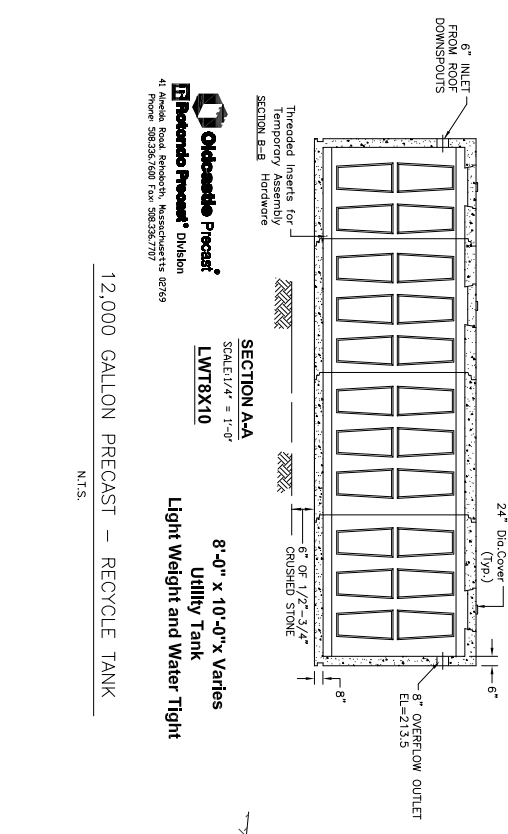 6" INLET
FROM ROOF
DOWNSPOUTS
24" Dia.Cover
(Typ.)
6"
8" OVERFLOW OUTLET
EL=213.5
8"
Threaded Inserts for
Temporary Assembly
Hardware
SECTION B-B
6" OF 1/2"-3/4"
CRUSHED STONE
Oldcastle Precast®
Rotondo Precast® Division
41 Almeida Road, Rehoboth, Massachusetts 02769
Phone: 508.336.7600 Fax: 508.336.7707
SECTION A-A
SCALE:1/4" = 1'-0"
LWT8X10
8'-0" x 10'-0"x Varies
Utility Tank
Light Weight and Water Tight
12,000 GALLON PRECAST - RECYCLE TANK
N.T.S.